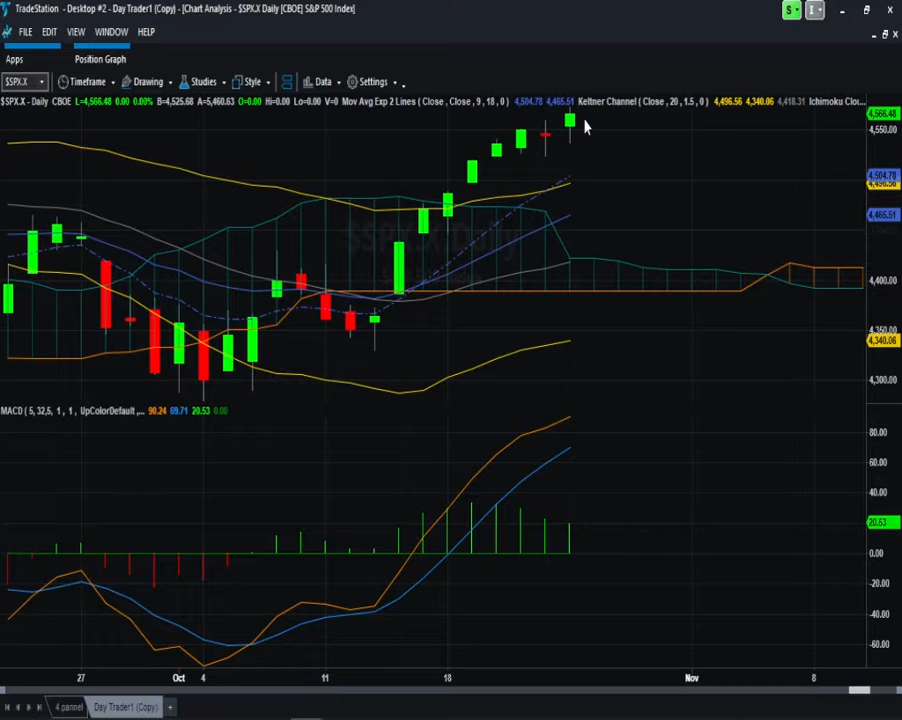 TradeStation - Desktop #2 - Day Trader1 (Copy) - [Chart Analysis - $SPX.X Daily [CBOE] S&P 500 Index]
FILE EDIT VIEW WINDOW HELP
Apps Position Graph
$SPX.X Timeframe Drawing Studies Style Data Settings
$SPX.X - Daily CBOE L=4,566.48 0.00 0.00% B=4,525.68 A=5,460.63 O=0.00 Hi=0.00 Lo=0.00 V=0 Mov Avg Exp 2 Lines ( Close , Close , 9 , 18 , 0 ) 4,504.78 4,465.51 Keltner Channel ( Close , 20 , 1.5 , 0 ) 4,496.56 4,340.06 4,418.31 Ichimoku Clou...
4,566.48
4,550.00
4,504.78
4,496.56
4,465.51
$SPX.X Daily
4,400.00
4,350.00
4,340.06
4,300.00
MACD ( 5, 32,5, 1 , 1 , UpColorDefault ,... 90.24 69.71 20.53 0.00
80.00
60.00
40.00
20.53
0.00
-20.00
-40.00
-60.00
27 Oct 4 11 18 Nov 8
4 pannel Day Trader1 (Copy) +